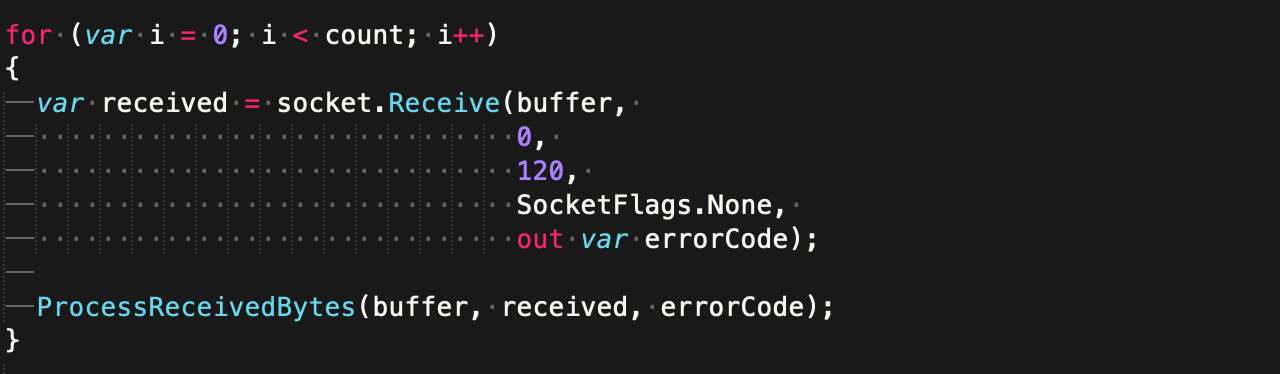 for (var i = 0; i < count; i++)
{
	var received = socket.Receive(buffer, 
	                              0, 
	                              120, 
	                              SocketFlags.None, 
	                              out var errorCode);
	
	ProcessReceivedBytes(buffer, received, errorCode);
}